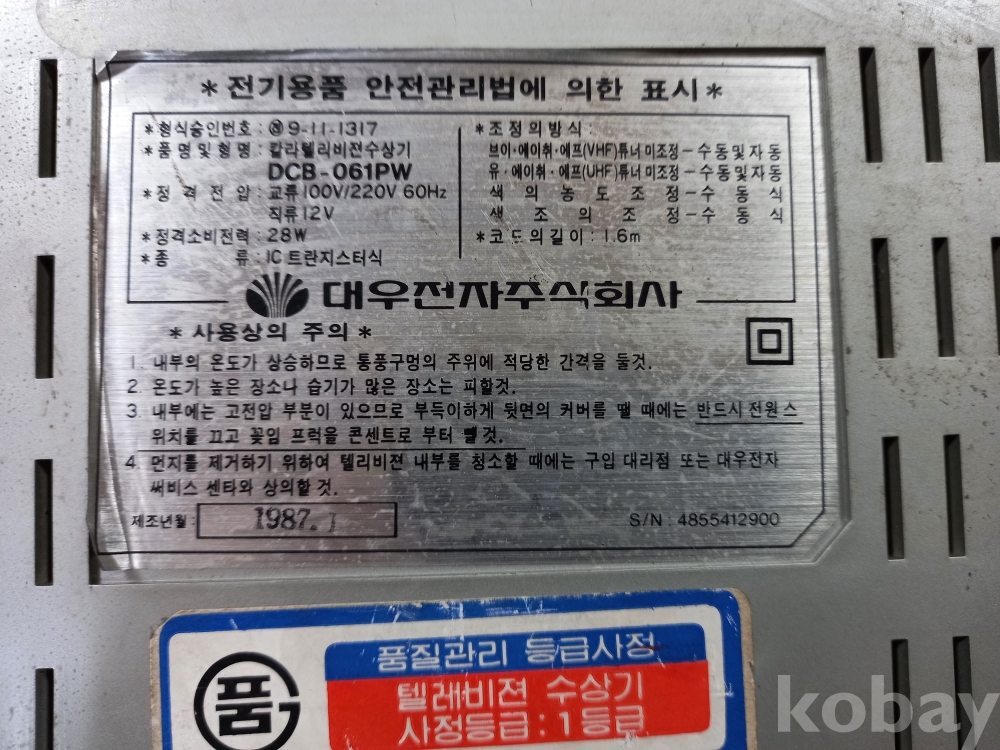 *전기용품 안전관리법에 의한 표시*
*형식승인번호 : 9-11-1317
*품명및형명 : 칼라텔리비젼수상기
DCB-061PW
*정격전압 : 교류 100V/220V 60Hz
직류 12V
*정격소비전력 : 28W
*종 류 : IC 트란지스터식
*조정의방식 :
브이·에이취·에프(VHF)튜너 미조정-수동및자동
유·에이취·에프(UHF)튜너 미조정-수동및자동
색의 농도조정-수동식
색조의 조정-수동식
*코드의길이 : 1.6m
대우전자주식회사
*사용상의 주의*
1. 내부의 온도가 상승하므로 통풍구멍의 주위에 적당한 간격을 둘것.
2. 온도가 높은 장소나 습기가 많은 장소는 피할것.
3. 내부에는 고전압 부분이 있으므로 부득이하게 뒷면의 커버를 뗄 때에는 반드시 전원스
위치를 끄고 꽂임 프럭을 콘센트로 부터 뺄것.
4. 먼지를 제거하기 위하여 텔리비젼 내부를 청소할 때에는 구입 대리점 또는 대우전자
써비스 센타와 상의할 것.
제조년월 : 1987. 1
S/N : 4855412900
품
품질관리 등급사정
텔레비젼 수상기
사정등급 : 1등급
kobay